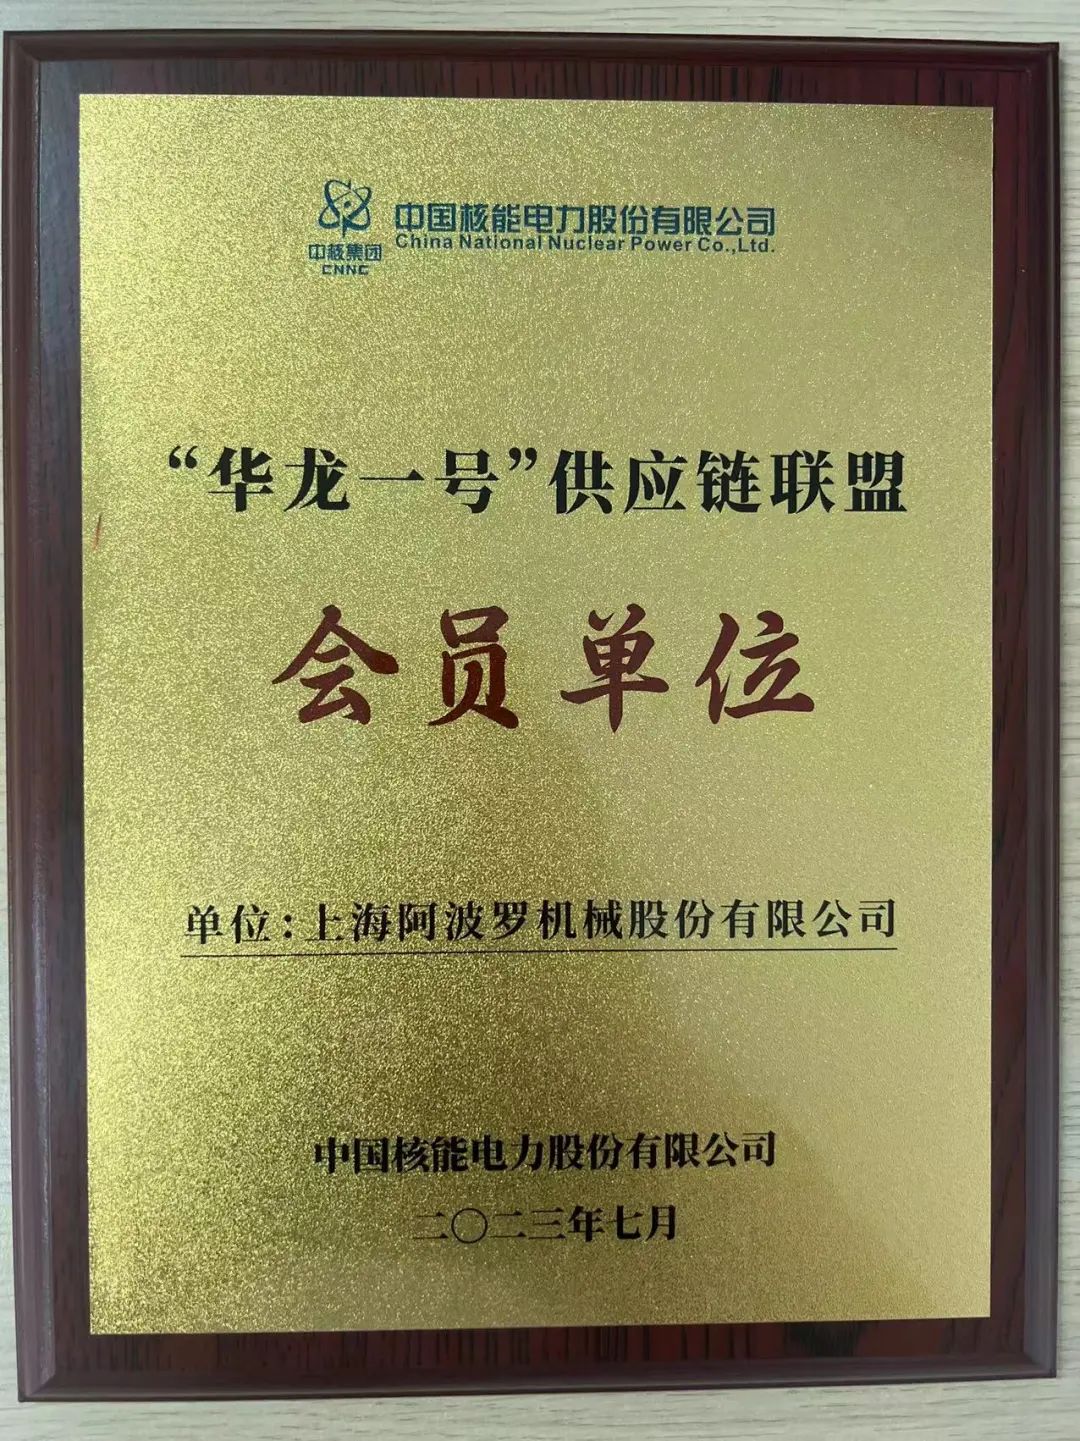 中国核能电力股份有限公司
China National Nuclear Power Co.,Ltd.
中核集团
CNNC
“华龙一号”供应链联盟
会员单位
单位：上海阿波罗机械股份有限公司
中国核能电力股份有限公司
二〇二三年七月